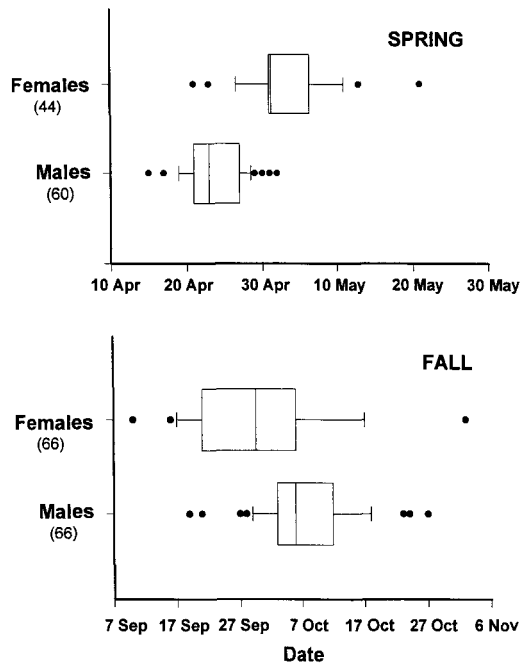 SPRING
Females
(44)
Males
(60)
10 Apr 20 Apr 30 Apr 10 May 20 May 30 May
FALL
Females
(66)
Males
(66)
7 Sep 17 Sep 27 Sep 7 Oct 17 Oct 27 Oct 6 Nov
Date